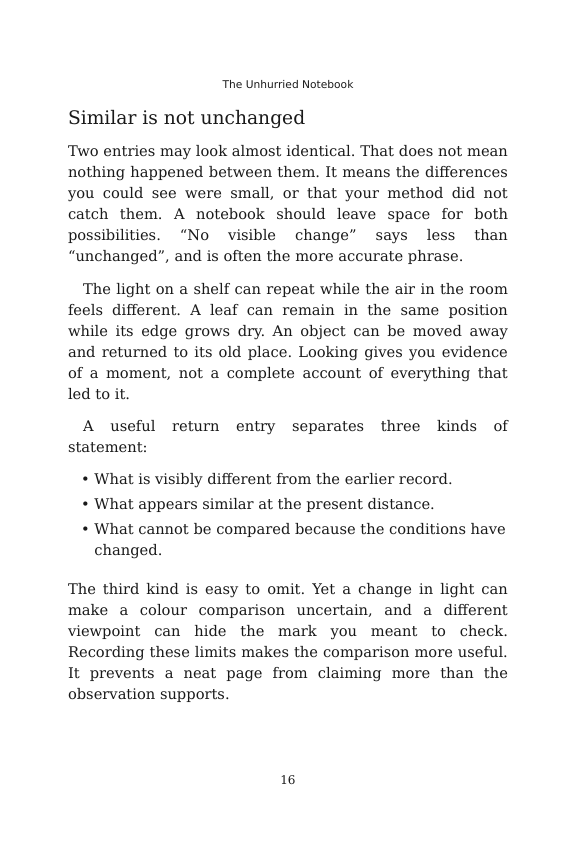 The Unhurried Notebook
Similar is not unchanged
Two entries may look almost identical. That does not mean
nothing happened between them. It means the differences
you could see were small, or that your method did not
catch them. A notebook should leave space for both
possibilities. “No visible change” says less than
“unchanged”, and is often the more accurate phrase.
The light on a shelf can repeat while the air in the room
feels different. A leaf can remain in the same position
while its edge grows dry. An object can be moved away
and returned to its old place. Looking gives you evidence
of a moment, not a complete account of everything that
led to it.
A useful return entry separates three kinds of
statement:
• What is visibly different from the earlier record.
• What appears similar at the present distance.
• What cannot be compared because the conditions have
changed.
The third kind is easy to omit. Yet a change in light can
make a colour comparison uncertain, and a different
viewpoint can hide the mark you meant to check.
Recording these limits makes the comparison more useful.
It prevents a neat page from claiming more than the
observation supports.
16